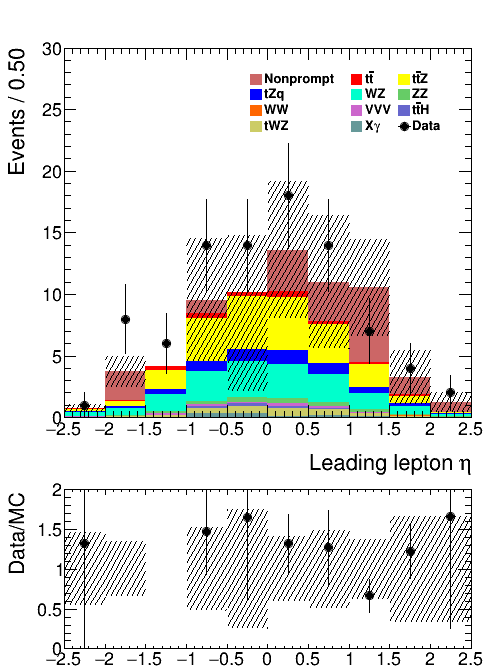 Events / 0.50
30
25
20
15
10
5
0
Nonprompt tt̄ tt̄Z
tZq WZ ZZ
WW VVV tt̄H
tWZ Xγ Data
−2.5 −2 −1.5 −1 −0.5 0 0.5 1 1.5 2 2.5
Leading lepton η
Data/MC
2
1.5
1
0.5
0
−2.5 −2 −1.5 −1 −0.5 0 0.5 1 1.5 2 2.5